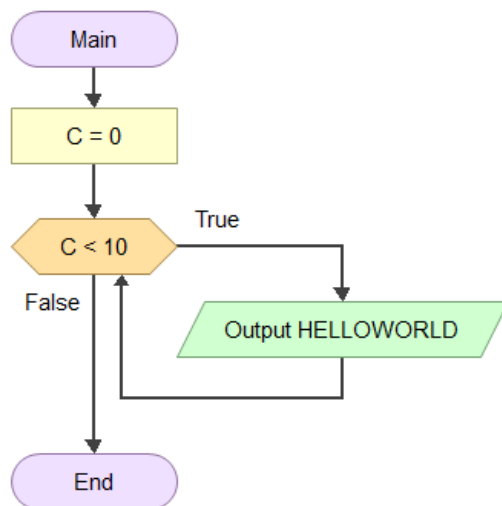 Main
C = 0
C < 10
True
False
Output HELLOWORLD
End